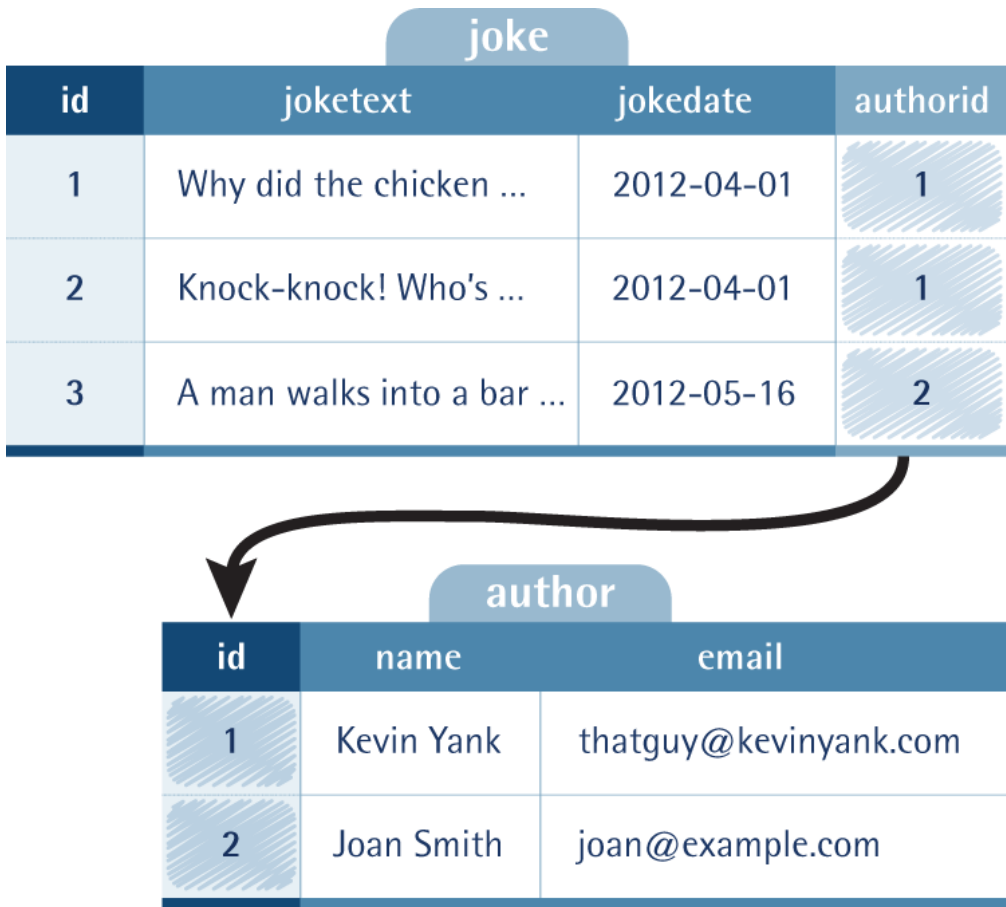 joke
id joketext jokedate authorid
1 Why did the chicken ... 2012-04-01 1
2 Knock-knock! Who's ... 2012-04-01 1
3 A man walks into a bar ... 2012-05-16 2
author
id name email
1 Kevin Yank thatguy@kevinyank.com
2 Joan Smith joan@example.com